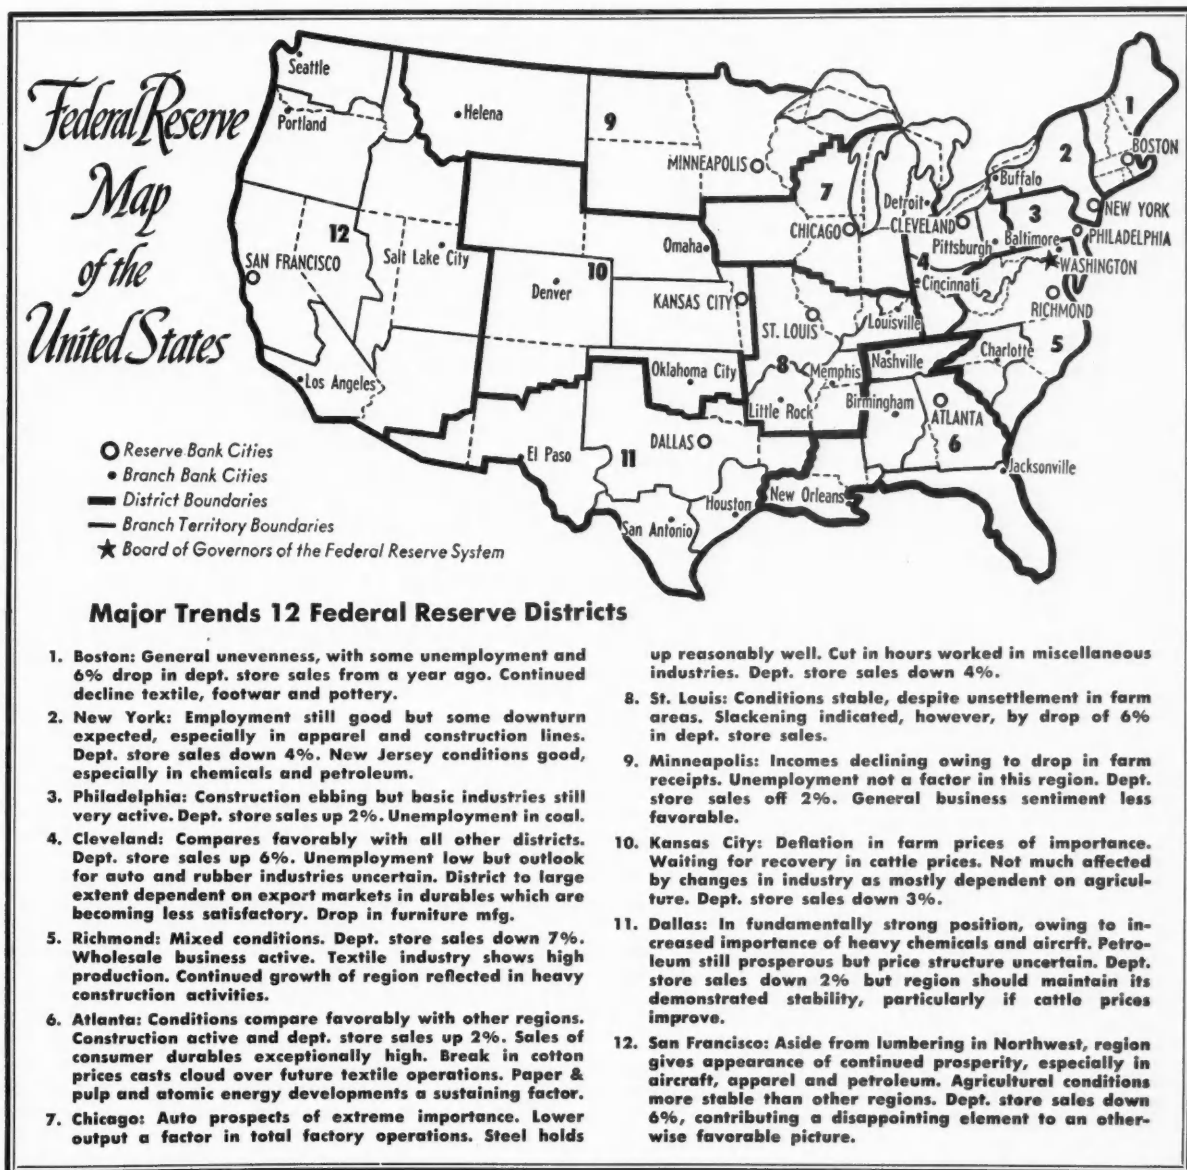 Federal Reserve
Map
of the
United States
Seattle
Portland
Helena
9
MINNEAPOLIS
1
BOSTON
2
Buffalo
NEW YORK
3
PHILADELPHIA
Detroit
CLEVELAND
Pittsburgh
Baltimore
WASHINGTON
7
CHICAGO
4
Cincinnati
RICHMOND
Omaha
12
SAN FRANCISCO
Salt Lake City
10
Denver
KANSAS CITY
ST. LOUIS
Louisville
5
Charlotte
Nashville
8
Memphis
Oklahoma City
Little Rock
Birmingham
ATLANTA
6
Los Angeles
DALLAS
El Paso
11
Houston
New Orleans
Jacksonville
San Antonio
Reserve Bank Cities
Branch Bank Cities
District Boundaries
Branch Territory Boundaries
Board of Governors of the Federal Reserve System
Major Trends 12 Federal Reserve Districts
1. Boston: General unevenness, with some unemployment and
6% drop in dept. store sales from a year ago. Continued
decline textile, footwar and pottery.
2. New York: Employment still good but some downturn
expected, especially in apparel and construction lines.
Dept. store sales down 4%. New Jersey conditions good,
especially in chemicals and petroleum.
3. Philadelphia: Construction ebbing but basic industries still
very active. Dept. store sales up 2%. Unemployment in coal.
4. Cleveland: Compares favorably with all other districts.
Dept. store sales up 6%. Unemployment low but outlook
for auto and rubber industries uncertain. District to large
extent dependent on export markets in durables which are
becoming less satisfactory. Drop in furniture mfg.
5. Richmond: Mixed conditions. Dept. store sales down 7%.
Wholesale business active. Textile industry shows high
production. Continued growth of region reflected in heavy
construction activities.
6. Atlanta: Conditions compare favorably with other regions.
Construction active and dept. store sales up 2%. Sales of
consumer durables exceptionally high. Break in cotton
prices casts cloud over future textile operations. Paper &
pulp and atomic energy developments a sustaining factor.
7. Chicago: Auto prospects of extreme importance. Lower
output a factor in total factory operations. Steel holds
up reasonably well. Cut in hours worked in miscellaneous
industries. Dept. store sales down 4%.
8. St. Louis: Conditions stable, despite unsettlement in farm
areas. Slackening indicated, however, by drop of 6%
in dept. store sales.
9. Minneapolis: Incomes declining owing to drop in farm
receipts. Unemployment not a factor in this region. Dept.
store sales off 2%. General business sentiment less
favorable.
10. Kansas City: Deflation in farm prices of importance.
Waiting for recovery in cattle prices. Not much affected
by changes in industry as mostly dependent on agricul-
ture. Dept. store sales down 3%.
11. Dallas: In fundamentally strong position, owing to in-
creased importance of heavy chemicals and aircrft. Petro-
leum still prosperous but price structure uncertain. Dept.
store sales down 2% but region should maintain its
demonstrated stability, particularly if cattle prices
improve.
12. San Francisco: Aside from lumbering in Northwest, region
gives appearance of continued prosperity, especially in
aircraft, apparel and petroleum. Agricultural conditions
more stable than other regions. Dept. store sales down
6%, contributing a disappointing element to an other-
wise favorable picture.